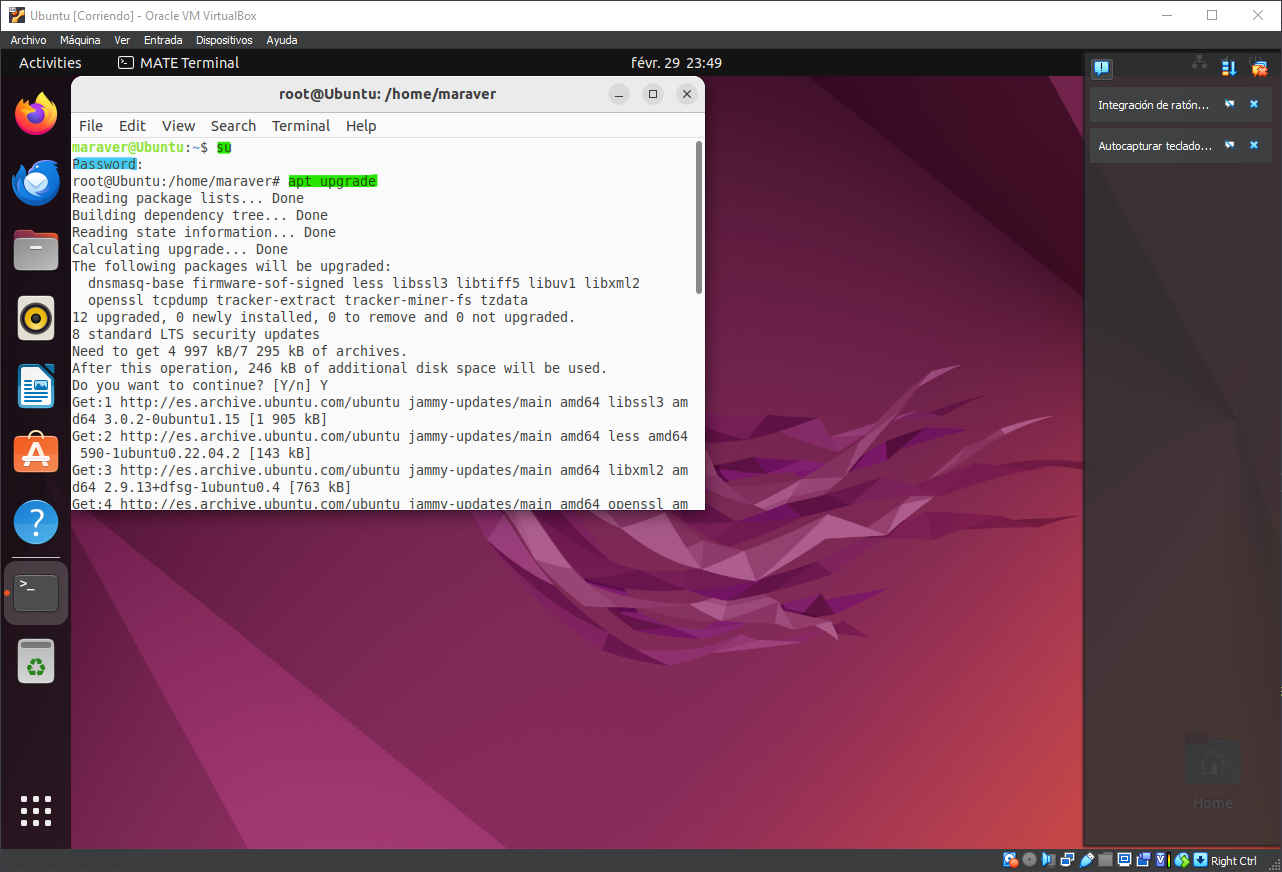 Ubuntu [Corriendo] - Oracle VM VirtualBox
Archivo Máquina Ver Entrada Dispositivos Ayuda
Activities MATE Terminal févr. 29 23:49
root@Ubuntu: /home/maraver
File Edit View Search Terminal Help
maraver@Ubuntu:~$ su
Password:
root@Ubuntu:/home/maraver# apt upgrade
Reading package lists... Done
Building dependency tree... Done
Reading state information... Done
Calculating upgrade... Done
The following packages will be upgraded:
  dnsmasq-base firmware-sof-signed less libssl3 libtiff5 libuv1 libxml2
  openssl tcpdump tracker-extract tracker-miner-fs tzdata
12 upgraded, 0 newly installed, 0 to remove and 0 not upgraded.
8 standard LTS security updates
Need to get 4 997 kB/7 295 kB of archives.
After this operation, 246 kB of additional disk space will be used.
Do you want to continue? [Y/n] Y
Get:1 http://es.archive.ubuntu.com/ubuntu jammy-updates/main amd64 libssl3 am
d64 3.0.2-0ubuntu1.15 [1 905 kB]
Get:2 http://es.archive.ubuntu.com/ubuntu jammy-updates/main amd64 less amd64
 590-1ubuntu0.22.04.2 [143 kB]
Get:3 http://es.archive.ubuntu.com/ubuntu jammy-updates/main amd64 libxml2 am
d64 2.9.13+dfsg-1ubuntu0.4 [763 kB]
Get:4 http://es.archive.ubuntu.com/ubuntu jammy-updates/main amd64 openssl am
Integración de ratón...
Autocapturar teclado...
Home
Right Ctrl